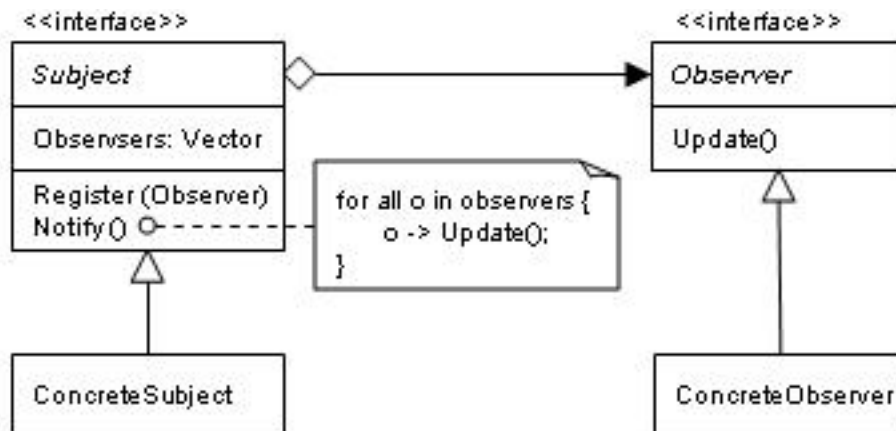 <<interface>>
Subject
Obsevsers: Vector
Register (Observer)
Notify()
for all o in observers {
o -> Update();
}
ConcreteSubject
<<interface>>
Observer
Update()
ConcreteObserver